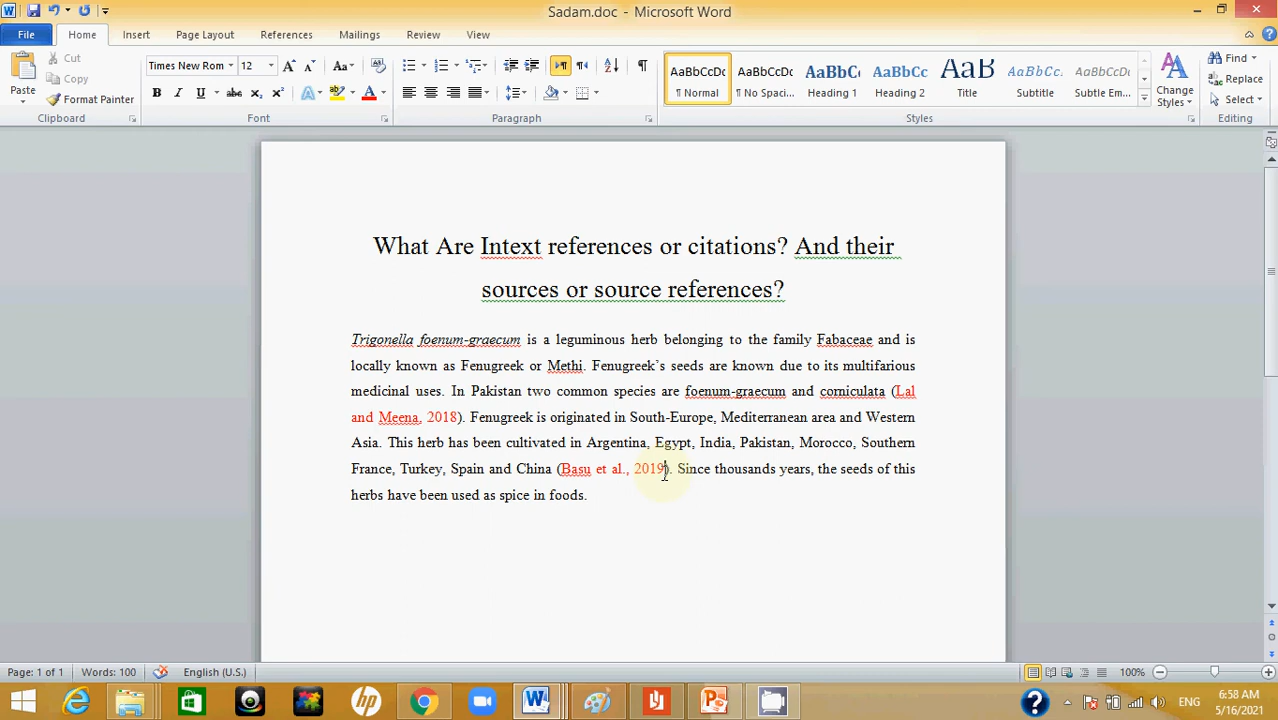 Sadam.doc - Microsoft Word
File Home Insert Page Layout References Mailings Review View
Paste Cut Copy Format Painter
Times New Rom 12
AaBbCcDc ¶ Normal AaBbCcDc ¶ No Spaci... AaBbC Heading 1 AaBbCc Heading 2 AaB Title AaBbCc. Subtitle AaBbCcDc Subtle Em...
Change Styles
Find Replace Select
Clipboard Font Paragraph Styles Editing
What Are Intext references or citations? And their
sources or source references?
Trigonella foenum-graecum is a leguminous herb belonging to the family Fabaceae and is
locally known as Fenugreek or Methi. Fenugreek's seeds are known due to its multifarious
medicinal uses. In Pakistan two common species are foenum-graecum and corniculata (Lal
and Meena, 2018). Fenugreek is originated in South-Europe, Mediterranean area and Western
Asia. This herb has been cultivated in Argentina, Egypt, India, Pakistan, Morocco, Southern
France, Turkey, Spain and China (Basu et al., 2019). Since thousands years, the seeds of this
herbs have been used as spice in foods.
Page: 1 of 1 Words: 100 English (U.S.) 100%
ENG 6:58 AM
5/16/2021